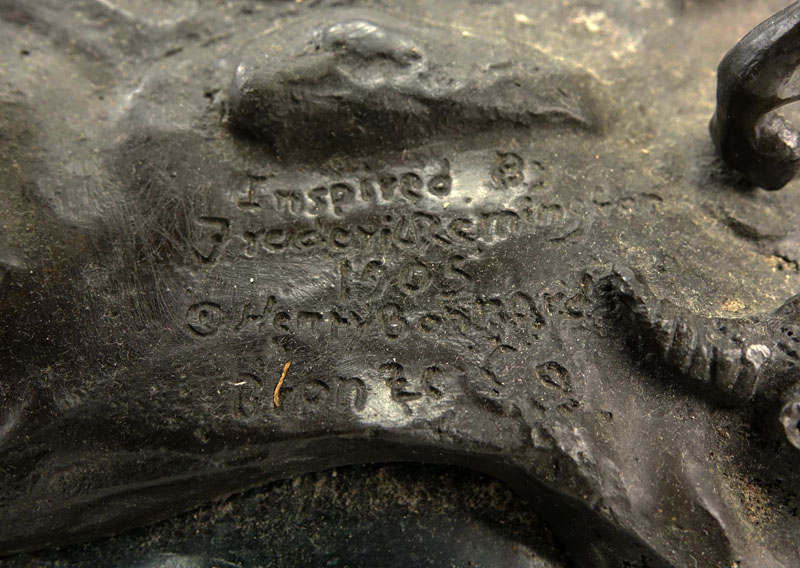 Inspired By
Frederic Remington
1905
© Henry Bonnard
Bronze Co.